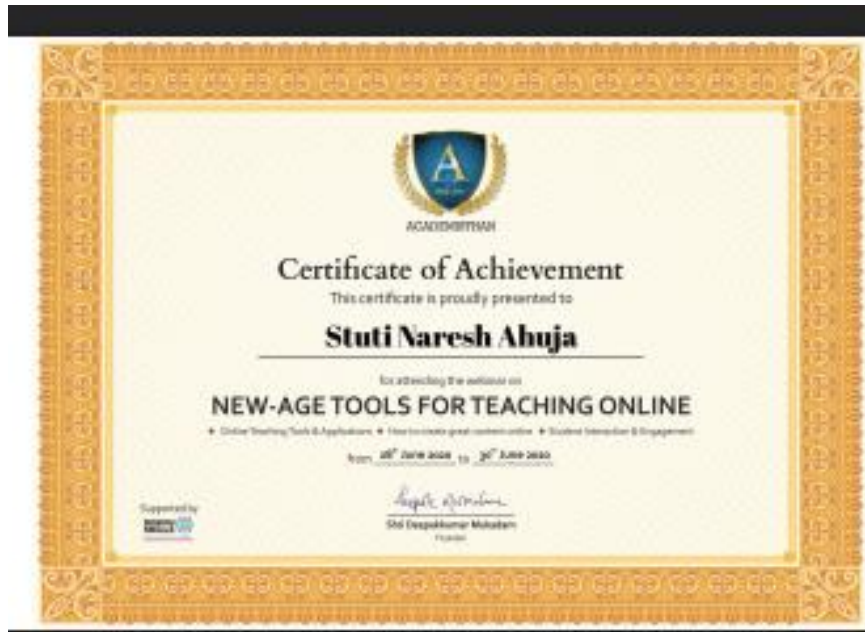 A
ACADEMISTHAN
Certificate of Achievement
This certificate is proudly presented to
Stuti Naresh Ahuja
for attending the webinar on
NEW-AGE TOOLS FOR TEACHING ONLINE
Online Teaching Tools & Applications How to create great content online Student Interaction & Engagement
from 28th June 2020 to 30th June 2020
Supported by
Shri Deepakkumar Mukadam
Founder